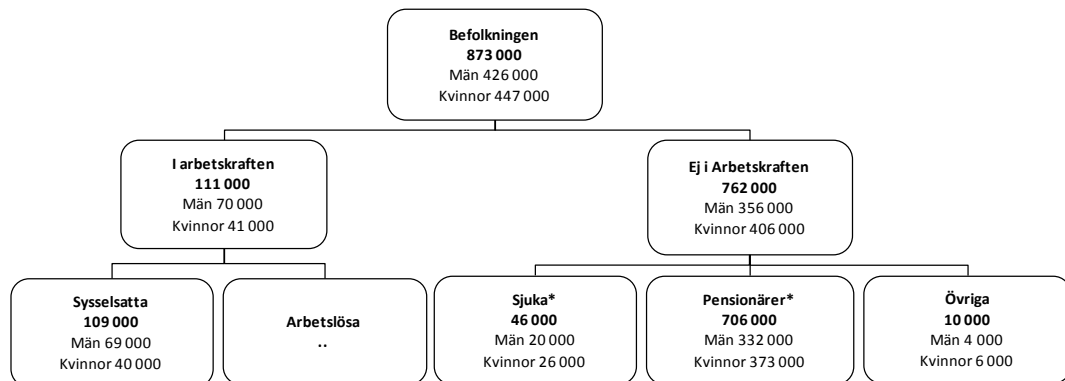 Befolkningen
873 000
Män 426 000
Kvinnor 447 000
I arbetskraften
111 000
Män 70 000
Kvinnor 41 000
Ej i Arbetskraften
762 000
Män 356 000
Kvinnor 406 000
Sysselsatta
109 000
Män 69 000
Kvinnor 40 000
Arbetslösa
..
Sjuka*
46 000
Män 20 000
Kvinnor 26 000
Pensionärer*
706 000
Män 332 000
Kvinnor 373 000
Övriga
10 000
Män 4 000
Kvinnor 6 000